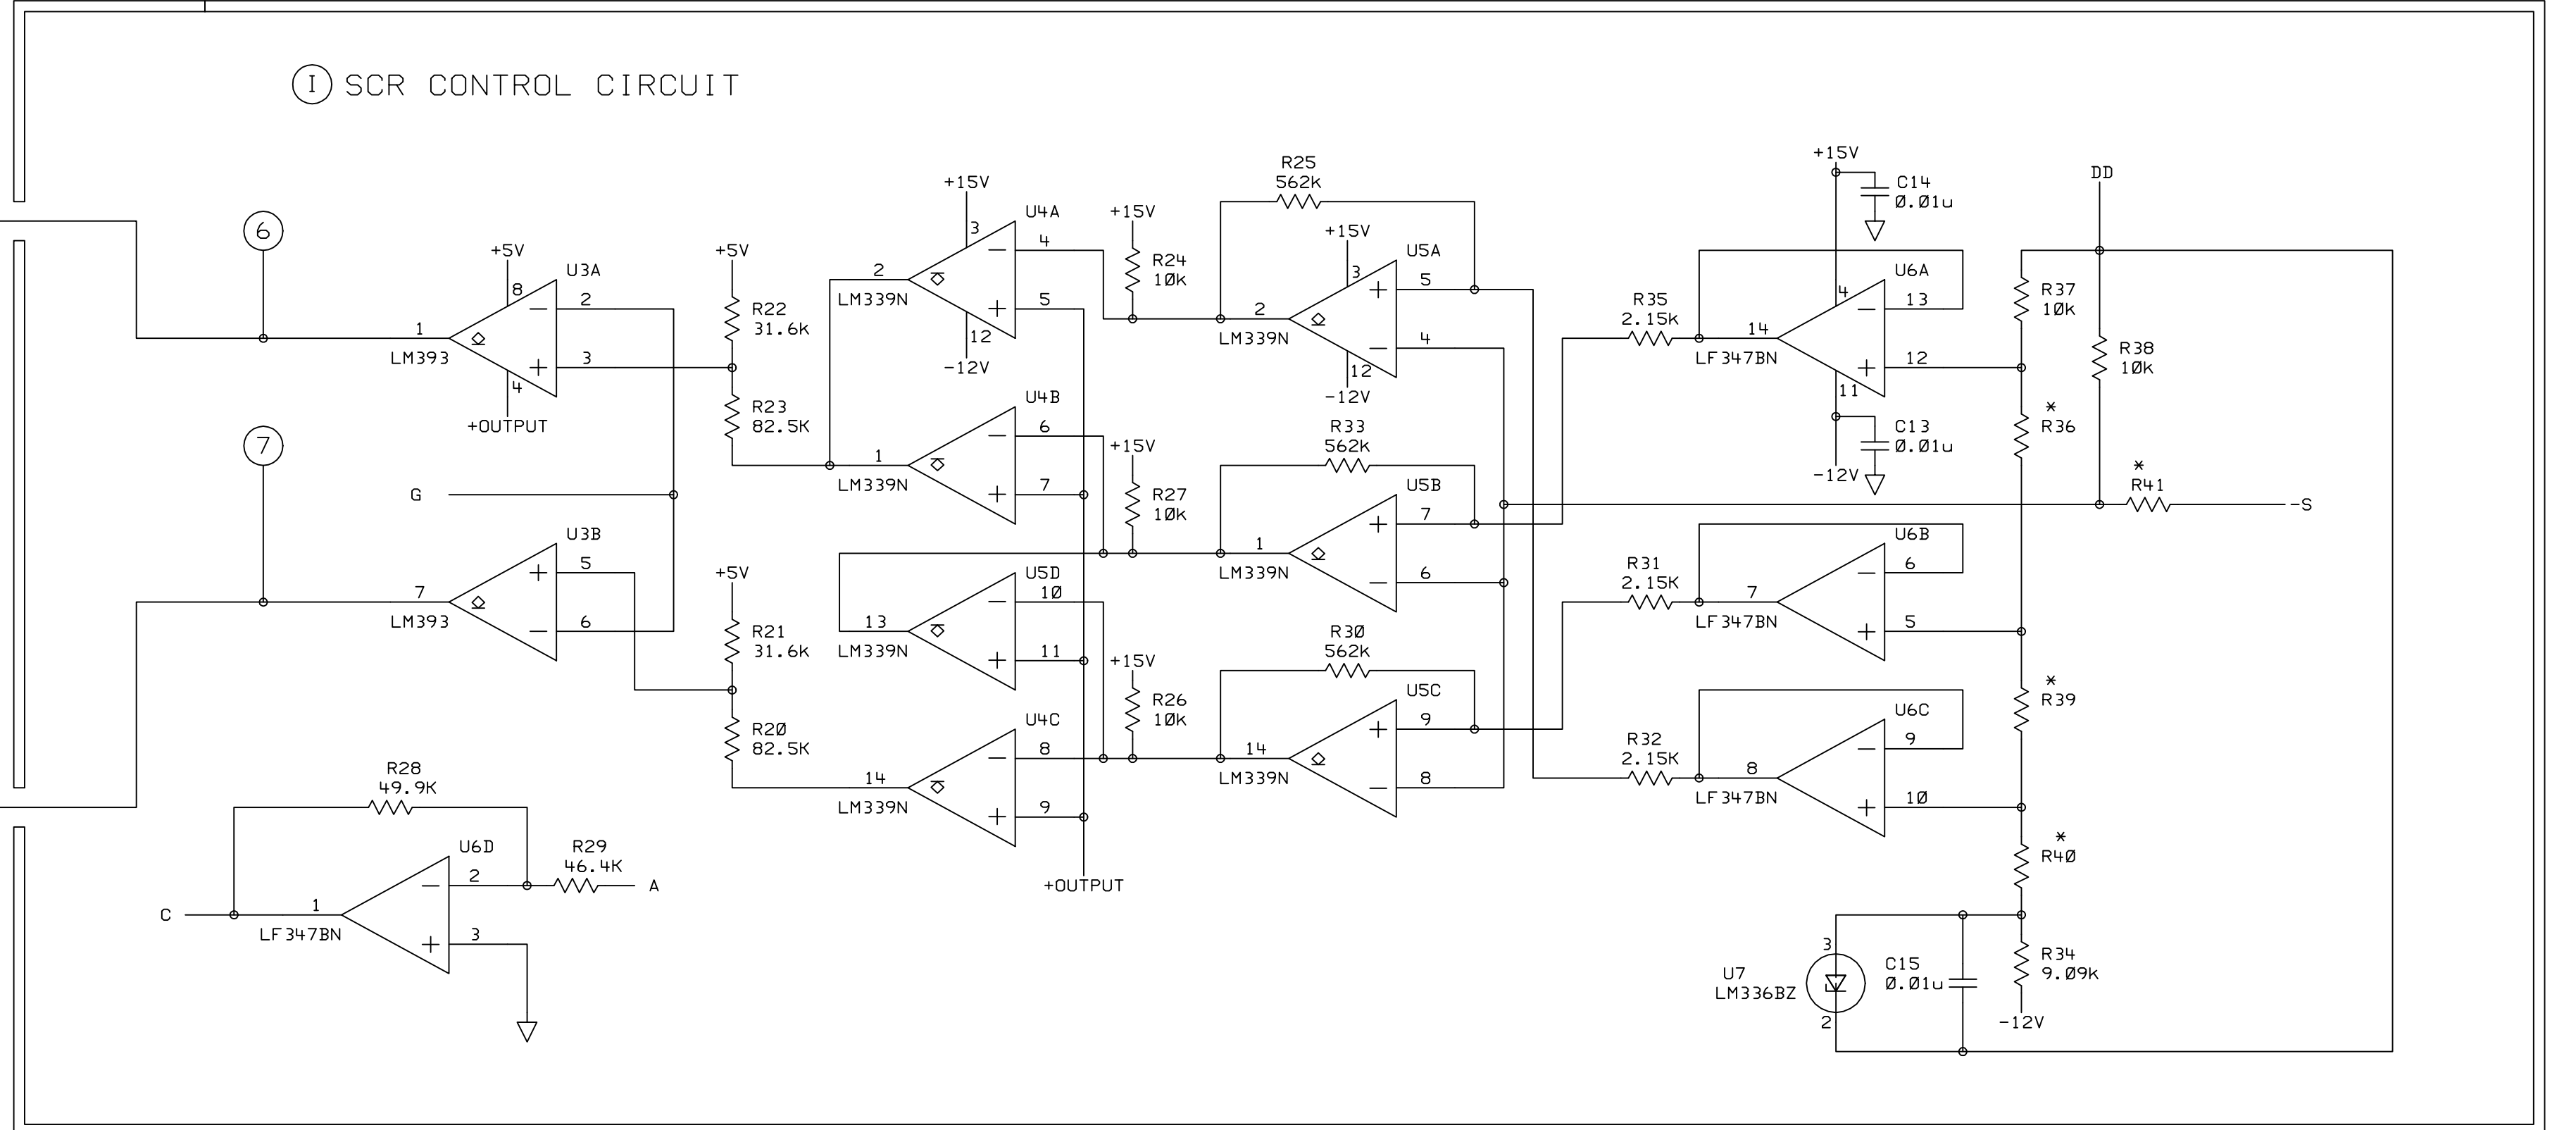 I SCR CONTROL CIRCUIT
6
1
LM393
+5V
8
U3A
2
3
4
+OUTPUT
7
G
7
LM393
U3B
5
6
+5V
R22
31.6k
R23
82.5K
+5V
R21
31.6k
R20
82.5K
+15V
3
U4A
4
5
2
LM339N
12
-12V
U4B
6
7
1
LM339N
U5D
10
11
13
LM339N
U4C
8
9
14
LM339N
+OUTPUT
+15V
R24
10k
+15V
R27
10k
+15V
R26
10k
R25
562k
+15V
3
U5A
5
4
2
LM339N
12
-12V
R33
562k
U5B
7
6
1
LM339N
R30
562k
U5C
9
8
14
LM339N
R35
2.15K
R31
2.15K
R32
2.15K
+15V
C14
0.01u
4
U6A
13
12
14
LF347BN
11
C13
0.01u
-12V
U6B
6
5
7
LF347BN
U6C
9
10
8
LF347BN
DD
R37
10k
R38
10k
*
R36
*
R41
-S
*
R39
*
R40
R34
9.09k
-12V
C15
0.01u
U7
LM336BZ
3
2
R28
49.9K
U6D
2
3
R29
46.4K
A
C
1
LF347BN